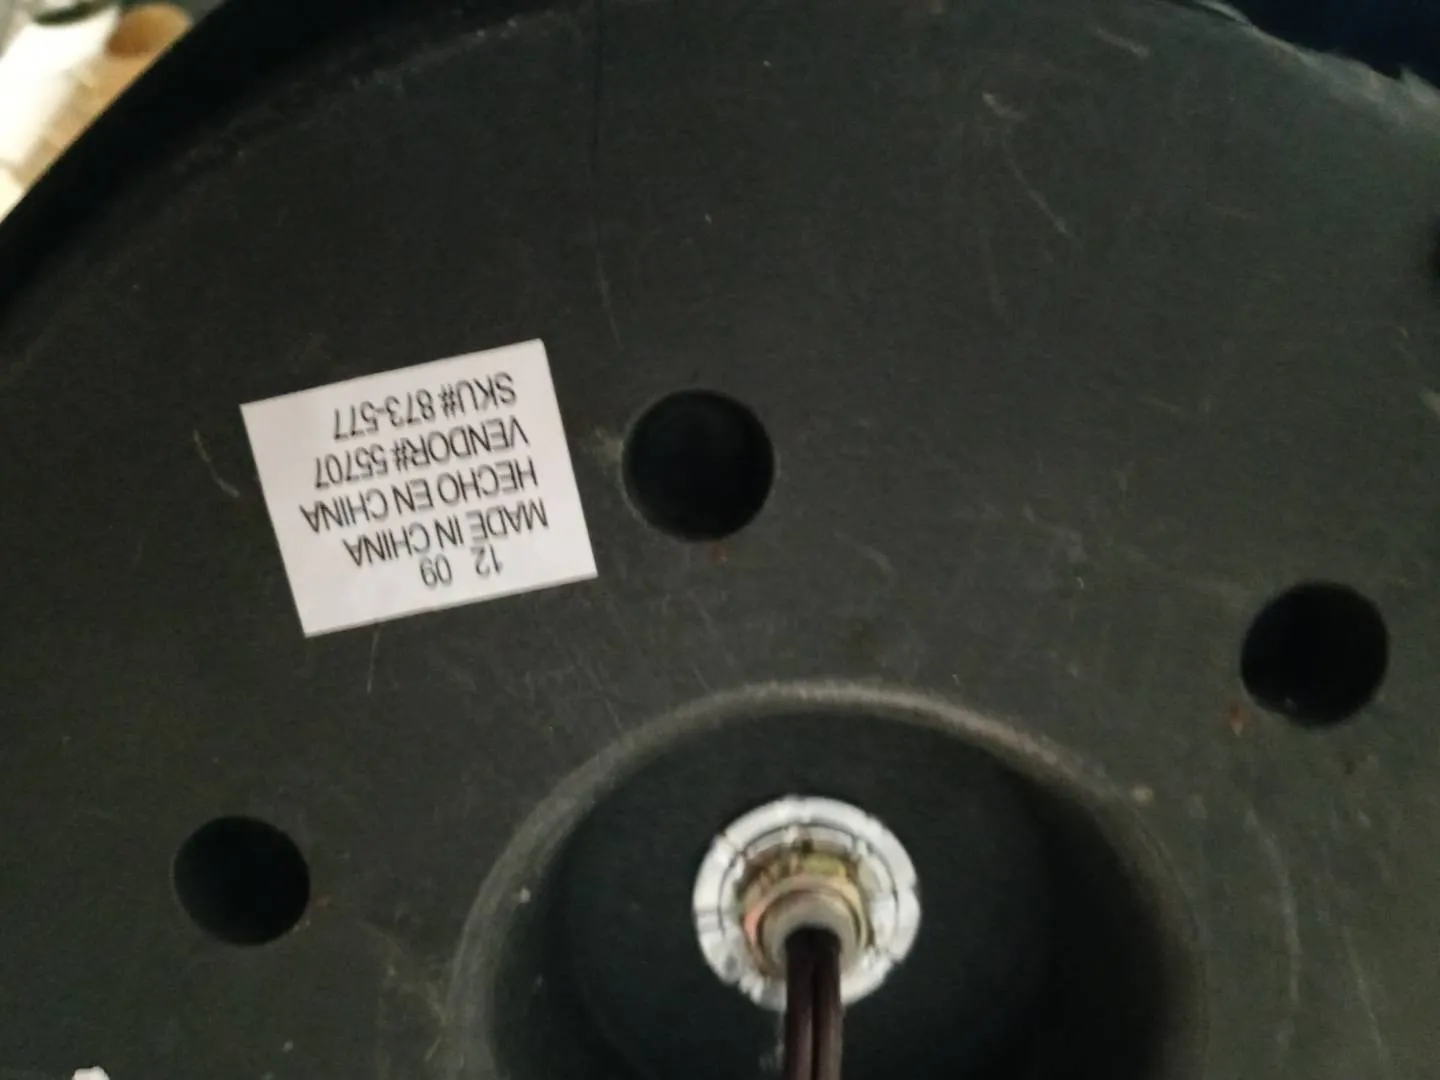 12 09
MADE IN CHINA
HECHO EN CHINA
VENDOR# 55707
SKU# 873-577